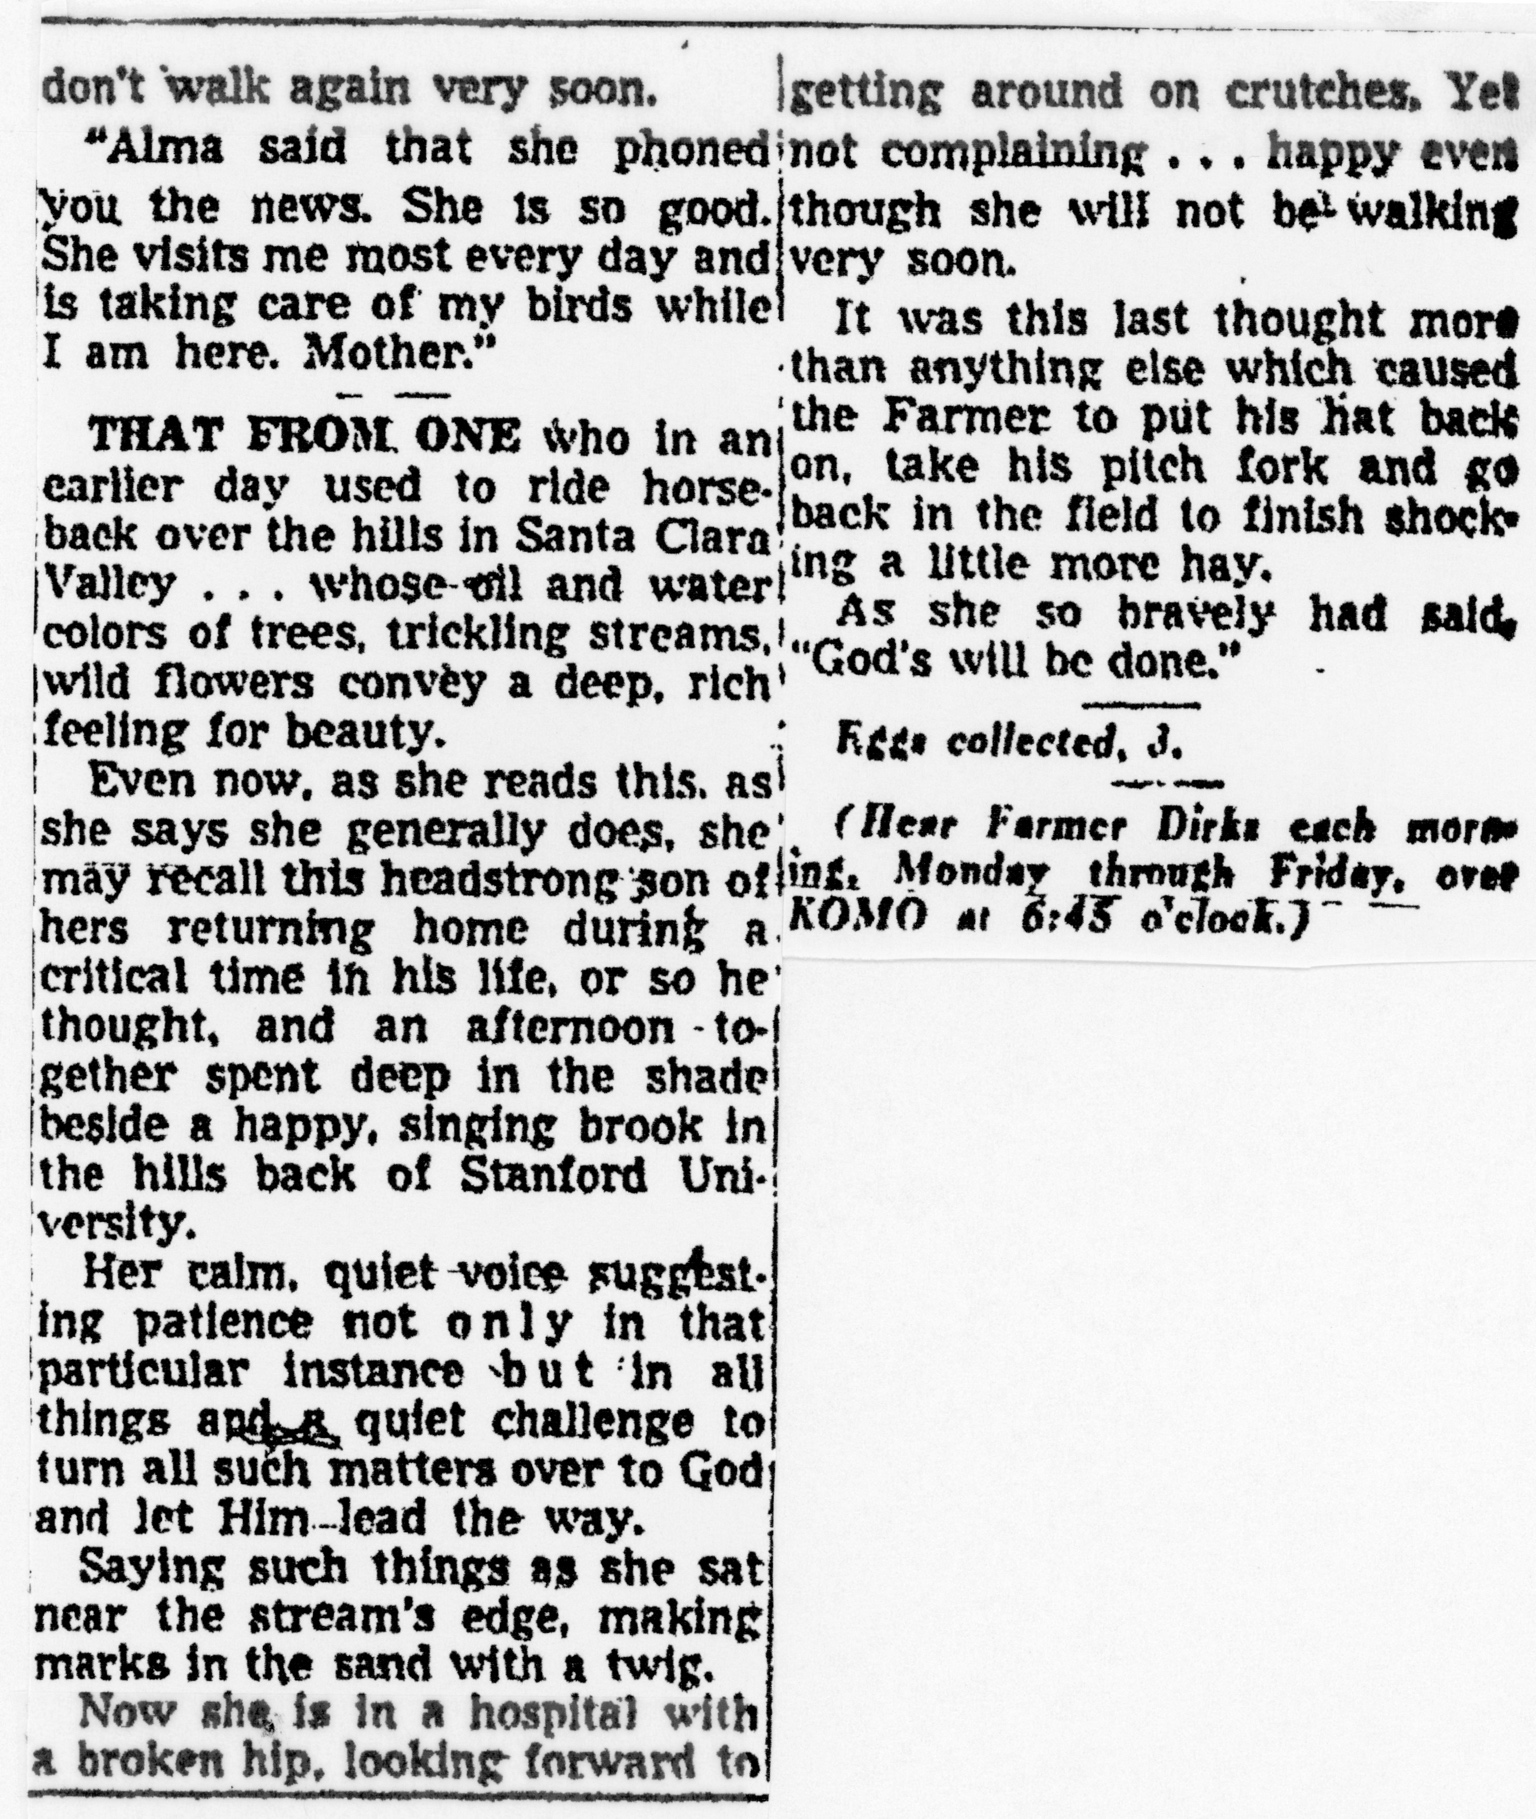 don't walk again very soon.
"Alma said that she phoned
you the news. She is so good.
She visits me most every day and
is taking care of my birds while
I am here. Mother."
THAT FROM ONE who in an
earlier day used to ride horse-
back over the hills in Santa Clara
Valley . . . whose oil and water
colors of trees, trickling streams,
wild flowers convey a deep, rich
feeling for beauty.
Even now, as she reads this, as
she says she generally does, she
may recall this headstrong son of
hers returning home during a
critical time in his life, or so he
thought, and an afternoon to-
gether spent deep in the shade
beside a happy, singing brook in
the hills back of Stanford Uni-
versity.
Her calm, quiet voice suggest-
ing patience not only in that
particular instance but in all
things and a quiet challenge to
turn all such matters over to God
and let Him lead the way.
Saying such things as she sat
near the stream's edge, making
marks in the sand with a twig.
Now she is in a hospital with
a broken hip, looking forward to
getting around on crutches. Yet
not complaining . . . happy even
though she will not be walking
very soon.
It was this last thought more
than anything else which caused
the Farmer to put his hat back
on, take his pitch fork and go
back in the field to finish shock-
ing a little more hay.
As she so bravely had said,
"God's will be done."
Eggs collected, 3.
(Hear Farmer Dirks each morn-
ing, Monday through Friday, over
KOMO at 6:45 o'clock.)